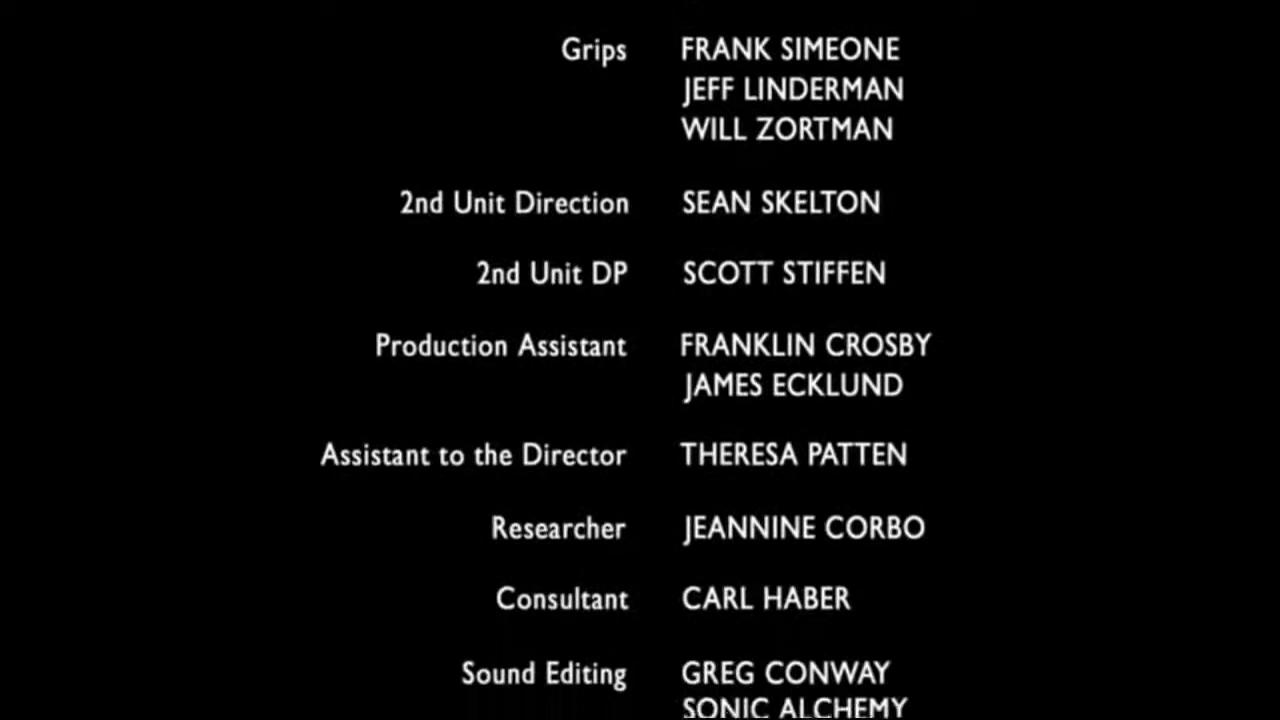 Grips FRANK SIMEONE
JEFF LINDERMAN
WILL ZORTMAN
2nd Unit Direction SEAN SKELTON
2nd Unit DP SCOTT STIFFEN
Production Assistant FRANKLIN CROSBY
JAMES ECKLUND
Assistant to the Director THERESA PATTEN
Researcher JEANNINE CORBO
Consultant CARL HABER
Sound Editing GREG CONWAY
SONIC ALCHEMY